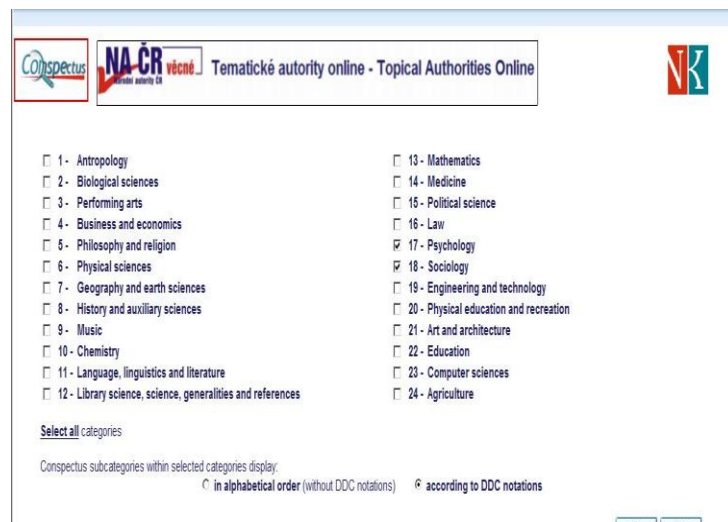 Conspectus
NA-ČR věcné
Národní autority ČR
Tematické autority online - Topical Authorities Online
NK
1 - Antropology
2 - Biological sciences
3 - Performing arts
4 - Business and economics
5 - Philosophy and religion
6 - Physical sciences
7 - Geography and earth sciences
8 - History and auxiliary sciences
9 - Music
10 - Chemistry
11 - Language, linguistics and literature
12 - Library science, science, generalities and references
13 - Mathematics
14 - Medicine
15 - Political science
16 - Law
17 - Psychology
18 - Sociology
19 - Engineering and technology
20 - Physical education and recreation
21 - Art and architecture
22 - Education
23 - Computer sciences
24 - Agriculture
Select all categories
Conspectus subcategories within selected categories display:
in alphabetical order (without DDC notations) according to DDC notations